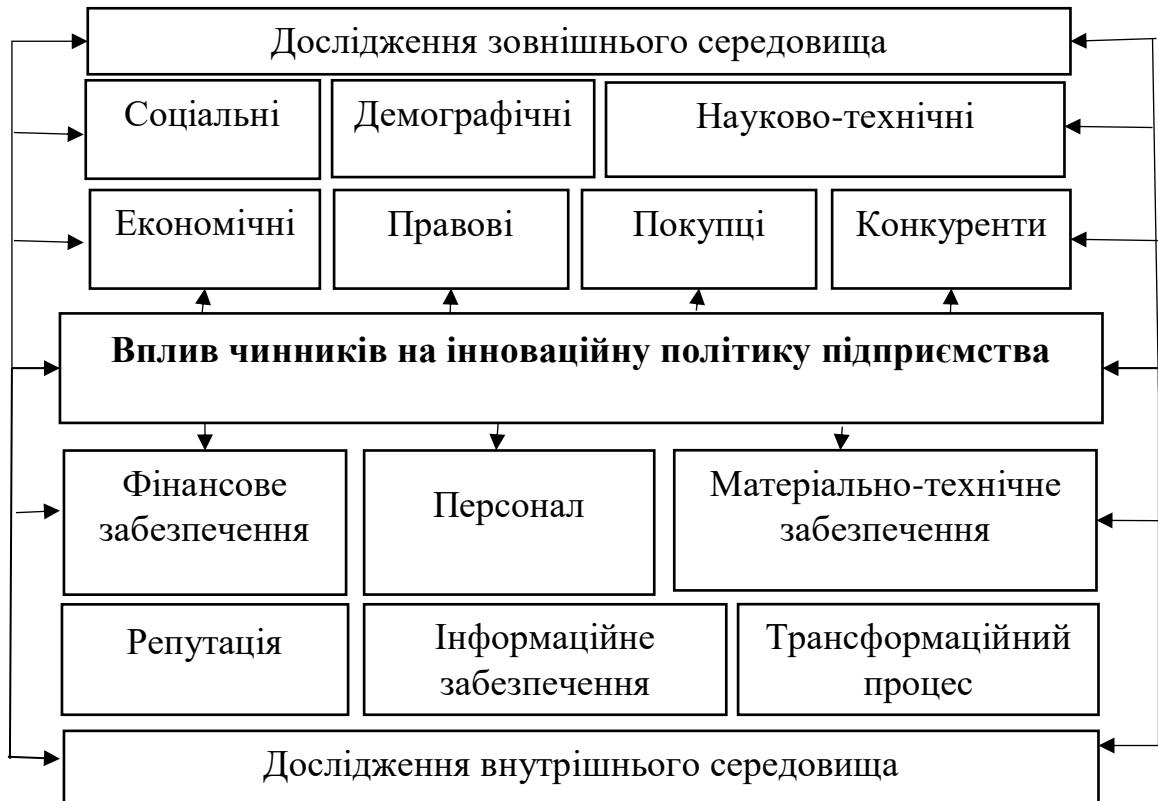 Дослідження зовнішнього середовища
Соціальні
Демографічні
Науково-технічні
Економічні
Правові
Покупці
Конкуренти
Вплив чинників на інноваційну політику підприємства
Фінансове
забезпечення
Персонал
Матеріально-технічне
забезпечення
Репутація
Інформаційне
забезпечення
Трансформаційний
процес
Дослідження внутрішнього середовища